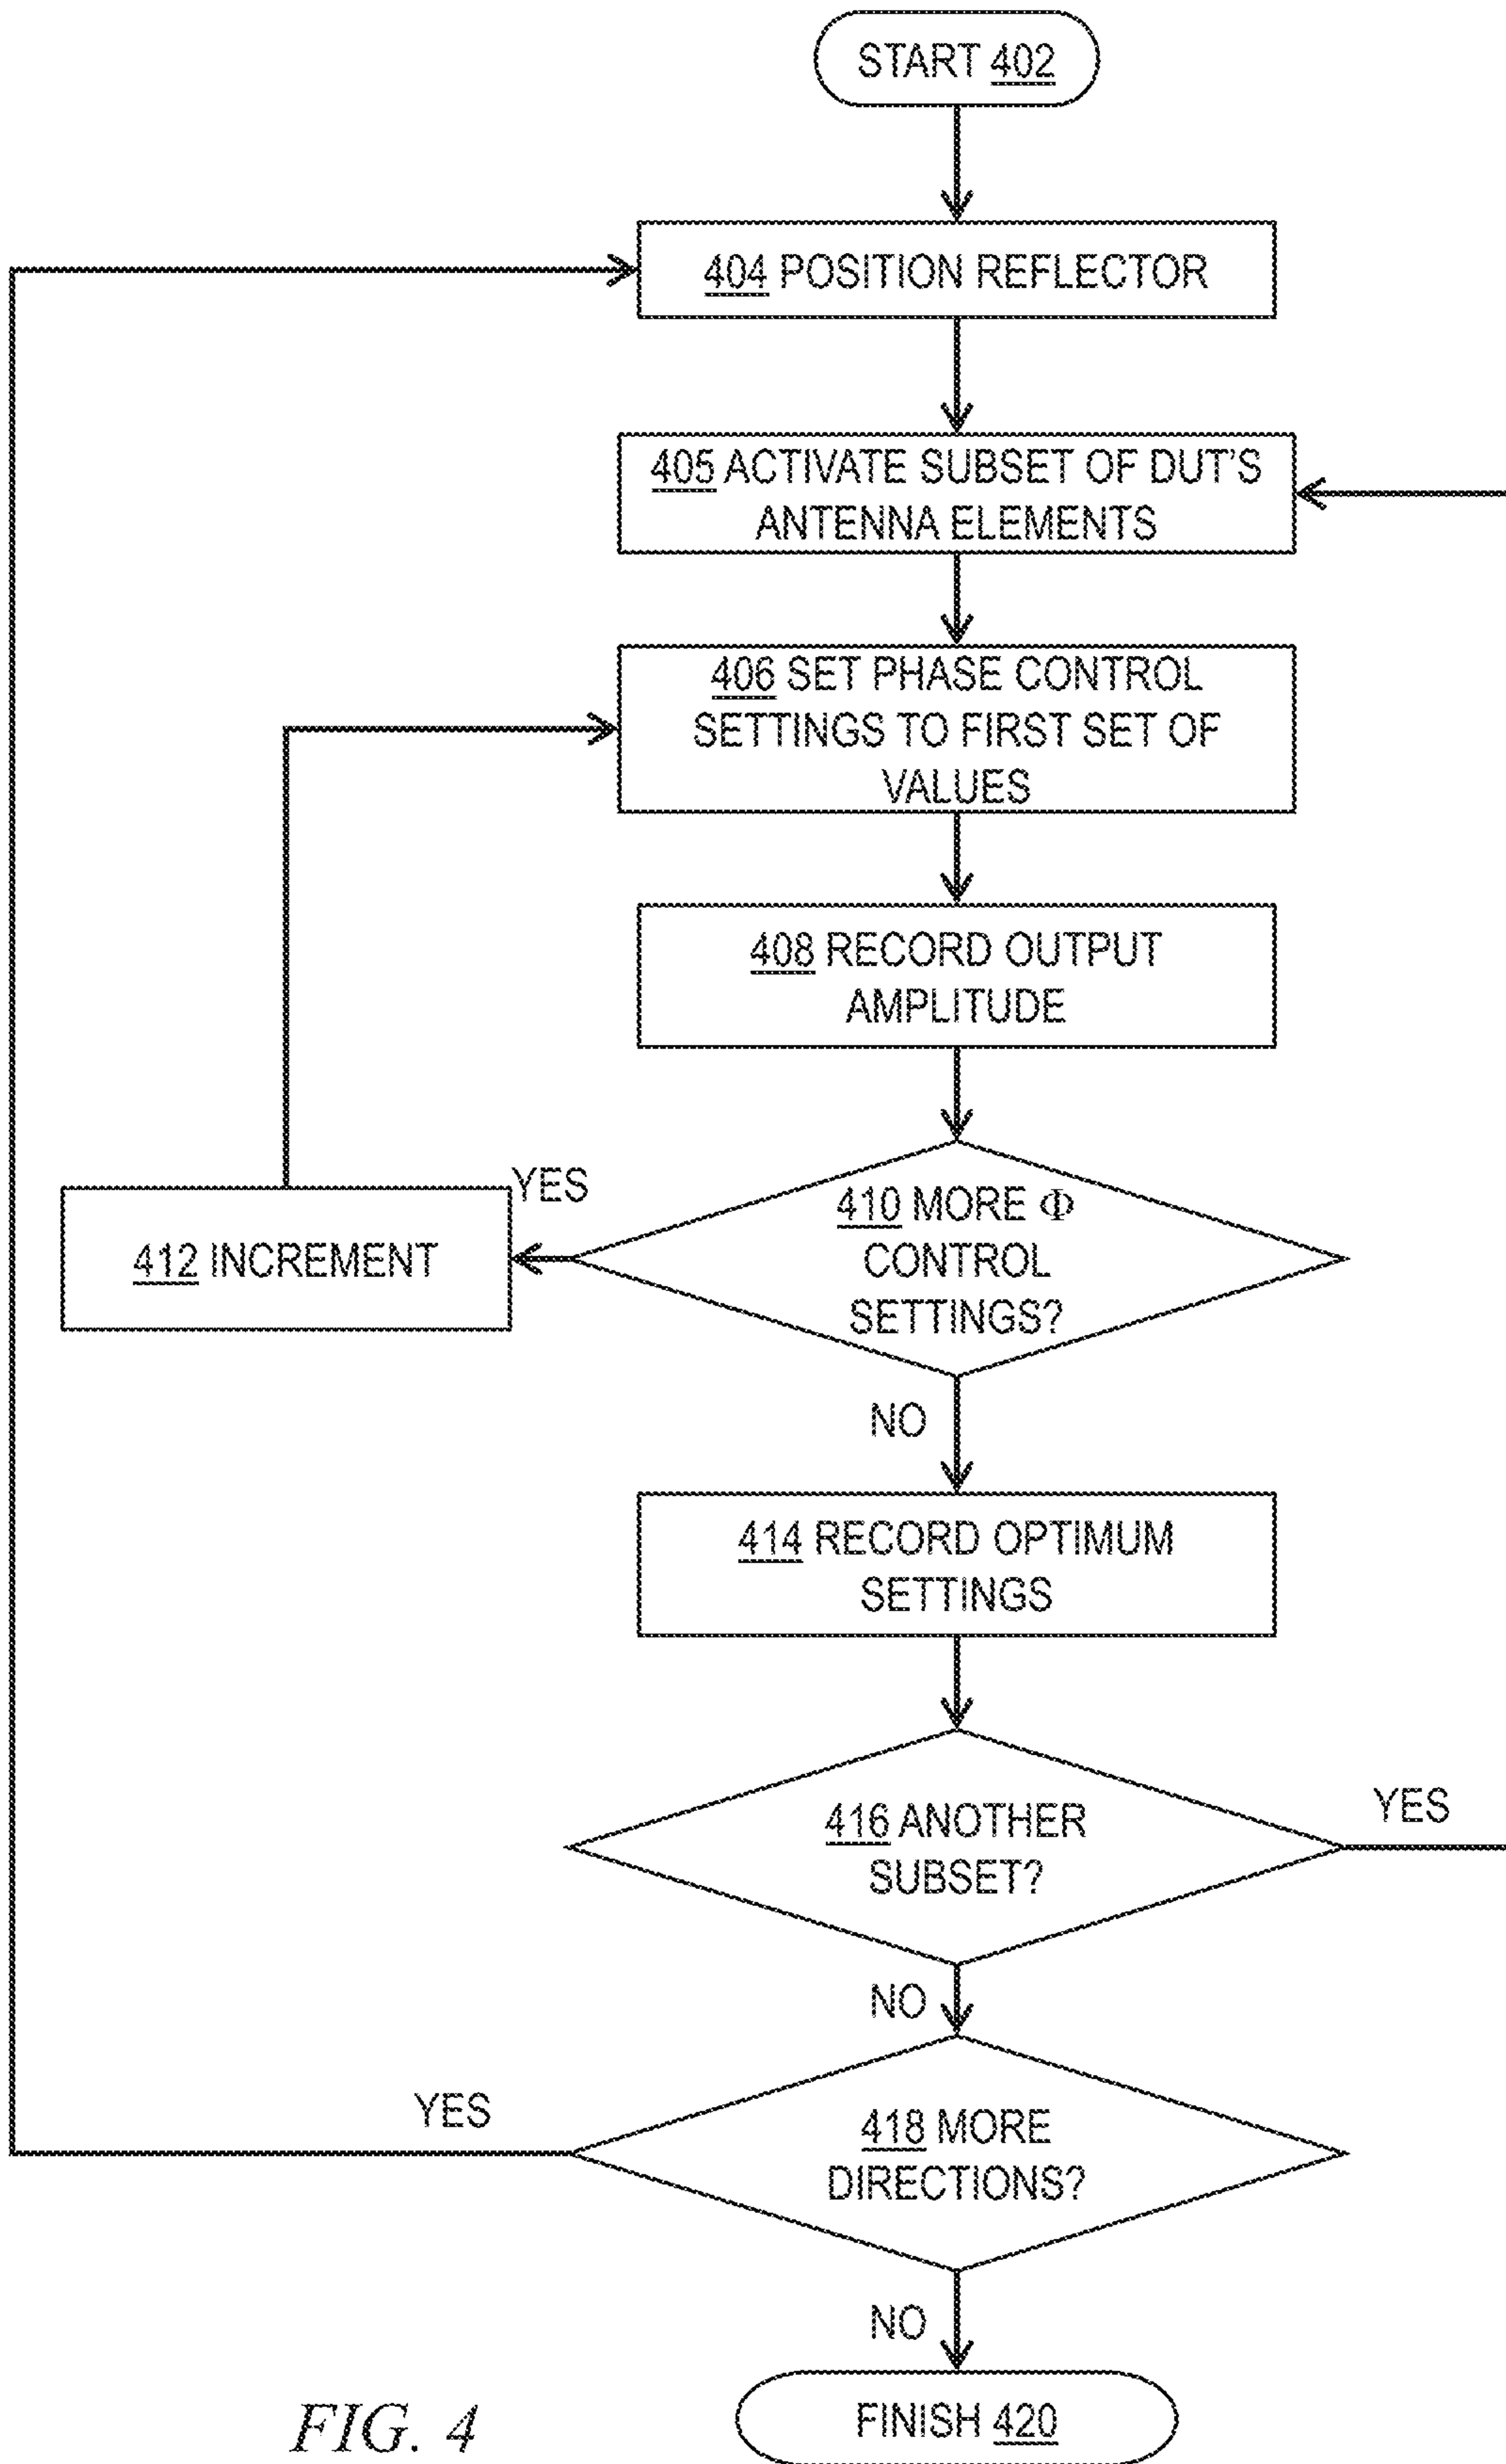 START 402
404 POSITION REFLECTOR
405 ACTIVATE SUBSET OF DUT'S
ANTENNA ELEMENTS
406 SET PHASE CONTROL
SETTINGS TO FIRST SET OF
VALUES
408 RECORD OUTPUT
AMPLITUDE
YES
410 MORE Φ
CONTROL
SETTINGS?
412 INCREMENT
NO
414 RECORD OPTIMUM
SETTINGS
416 ANOTHER
SUBSET?
YES
NO
YES
418 MORE
DIRECTIONS?
NO
FINISH 420
FIG. 4